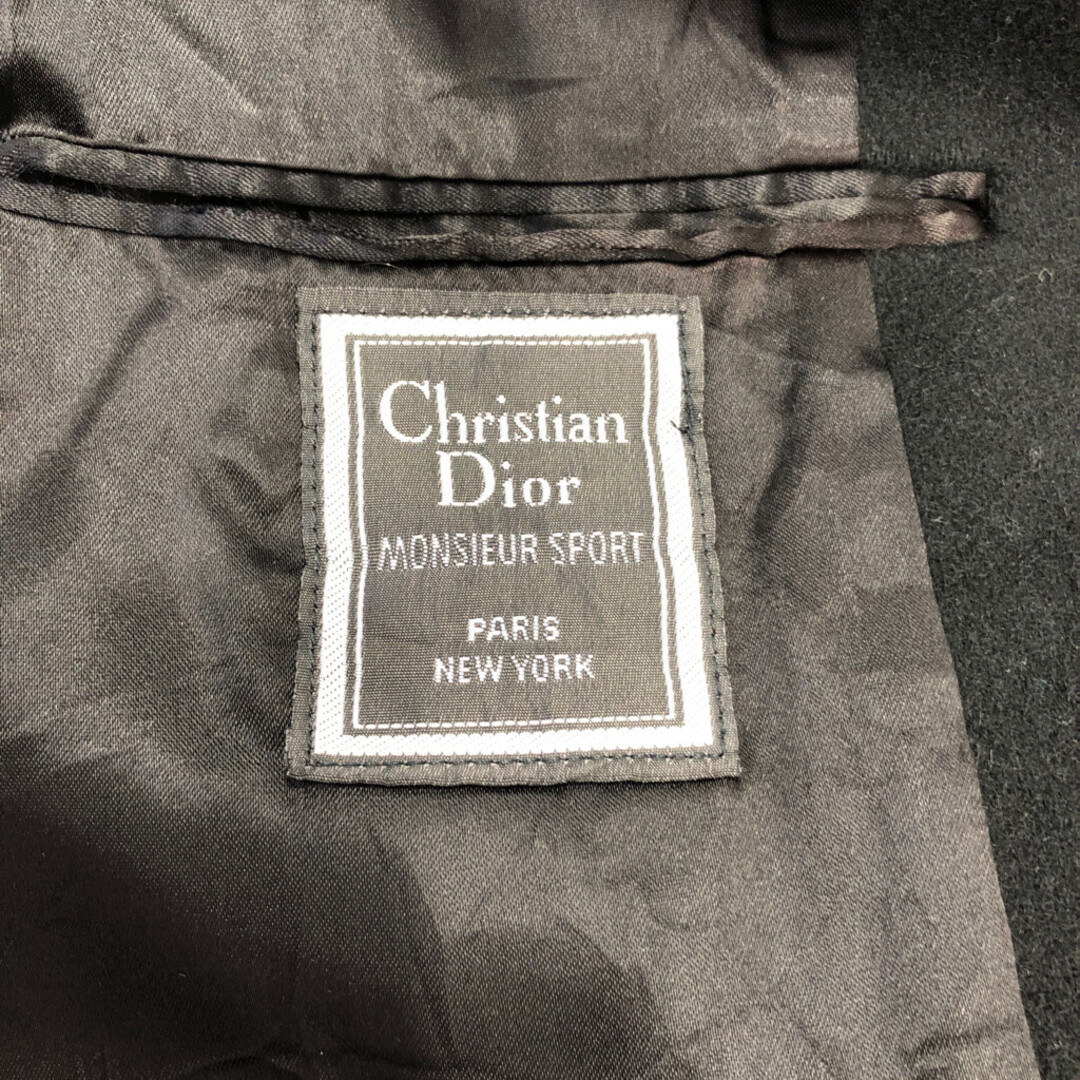 Christian
Dior
MONSIEUR SPORT
PARIS
NEW YORK